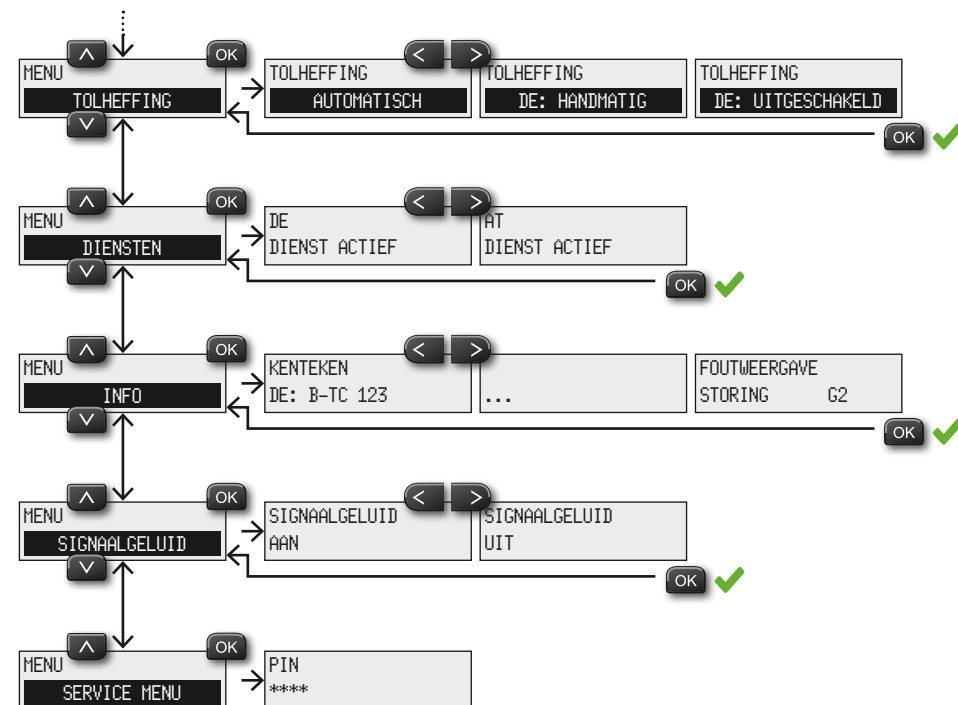 OK
MENU
TOLHEFFING
TOLHEFFING
AUTOMATISCH
TOLHEFFING
DE: HANDMATIG
TOLHEFFING
DE: UITGESCHAKELD
OK
OK
MENU
DIENSTEN
DE
DIENST ACTIEF
AT
DIENST ACTIEF
OK
OK
MENU
INFO
KENTEKEN
DE: B-TC 123
...
FOUTWEERGAVE
STORING G2
OK
OK
MENU
SIGNAALGELUID
SIGNAALGELUID
AAN
SIGNAALGELUID
UIT
OK
OK
MENU
SERVICE MENU
PIN
****